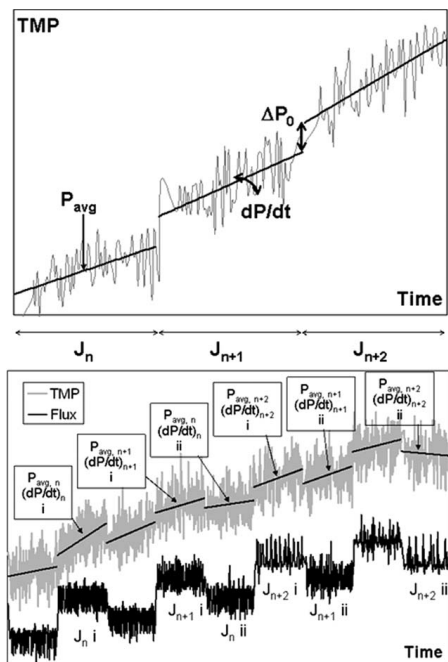 TMP
ΔP0
Pavg
dP/dt
Time
Jn
Jn+1
Jn+2
TMP
Flux
Pavg, n
(dP/dt)n
i
Pavg, n+1
(dP/dt)n+1
i
Pavg, n
(dP/dt)n
ii
Pavg, n+2
(dP/dt)n+2
i
Pavg, n+1
(dP/dt)n+1
ii
Pavg, n+2
(dP/dt)n+2
ii
Jn i
Jn+1 i
Jn ii
Jn+2 i
Jn+1 ii
Jn+2 ii
Time